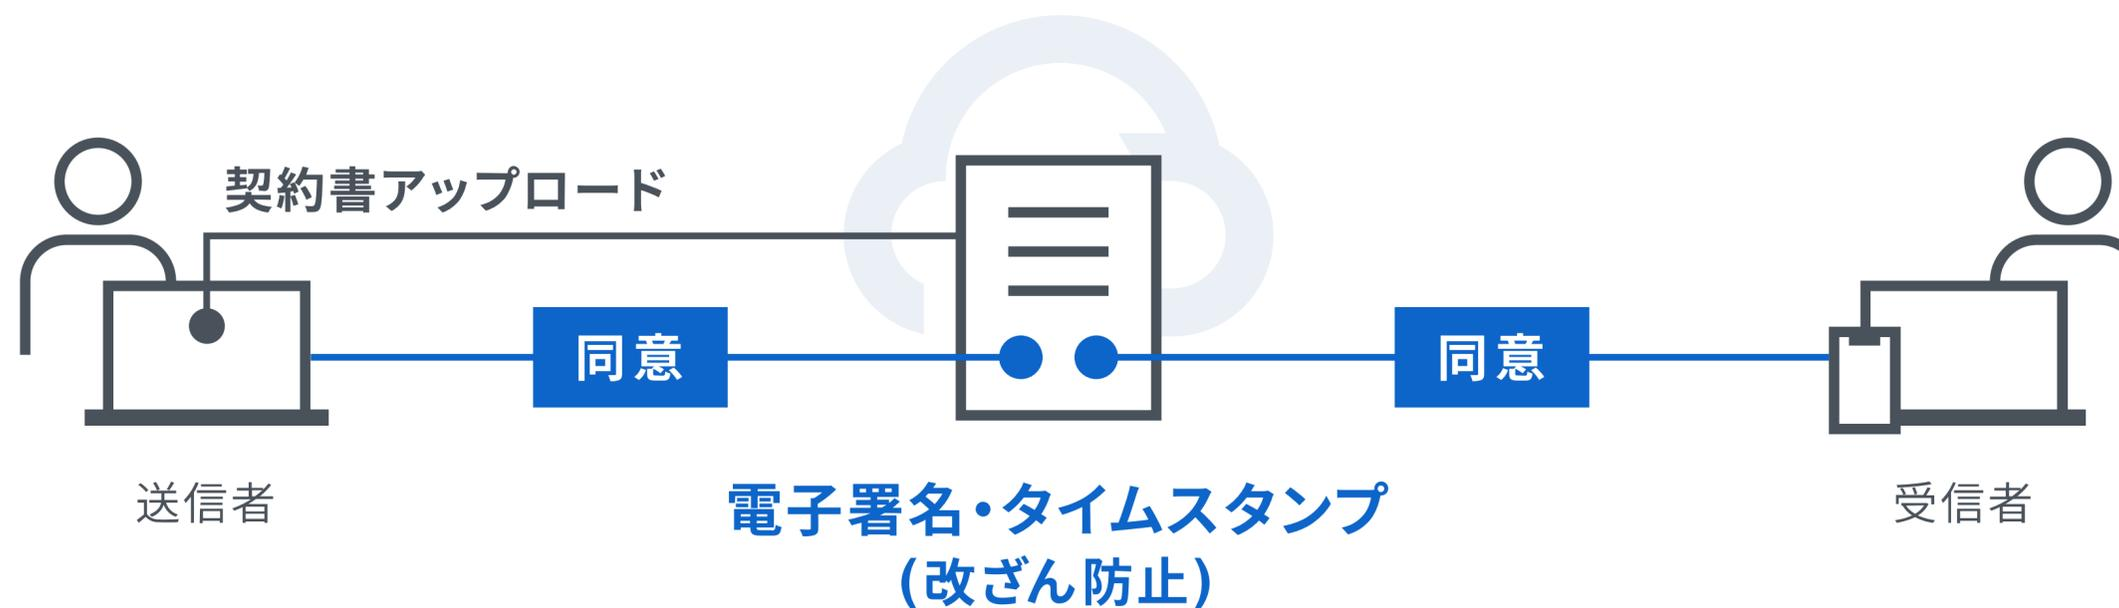 契約書アップロード
同意
同意
送信者
電子署名・タイムスタンプ
(改ざん防止)
受信者